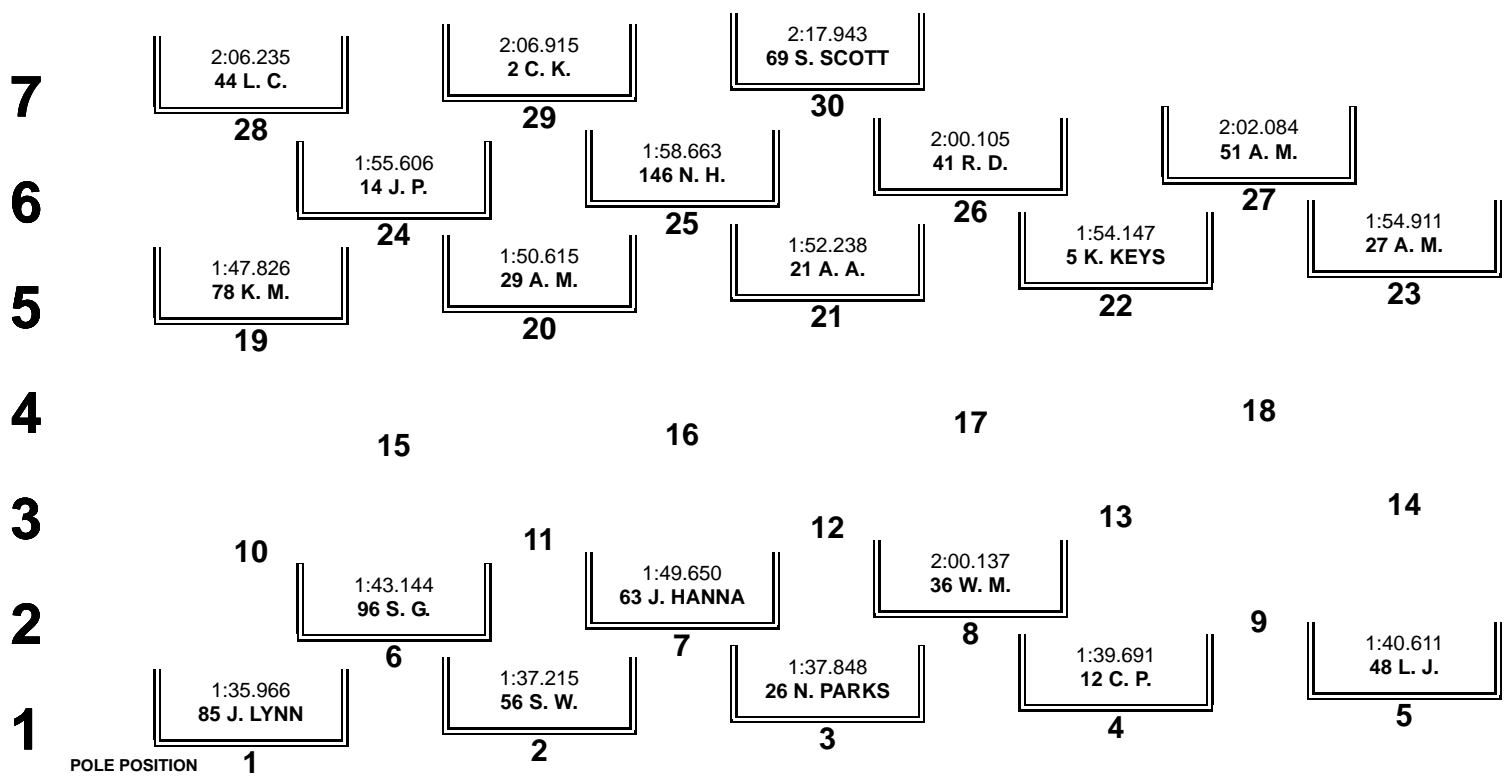 7
2:06.235
44 L. C.
28
2:06.915
2 C. K.
29
2:17.943
69 S. SCOTT
30
6
1:55.606
14 J. P.
24
1:58.663
146 N. H.
25
2:00.105
41 R. D.
26
2:02.084
51 A. M.
27
5
1:47.826
78 K. M.
19
1:50.615
29 A. M.
20
1:52.238
21 A. A.
21
1:54.147
5 K. KEYS
22
1:54.911
27 A. M.
23
4
15
16
17
18
3
10
11
12
13
14
2
1:43.144
96 S. G.
6
1:49.650
63 J. HANNA
7
2:00.137
36 W. M.
8
9
1
1:35.966
85 J. LYNN
1
1:37.215
56 S. W.
2
1:37.848
26 N. PARKS
3
1:39.691
12 C. P.
4
1:40.611
48 L. J.
5
POLE POSITION